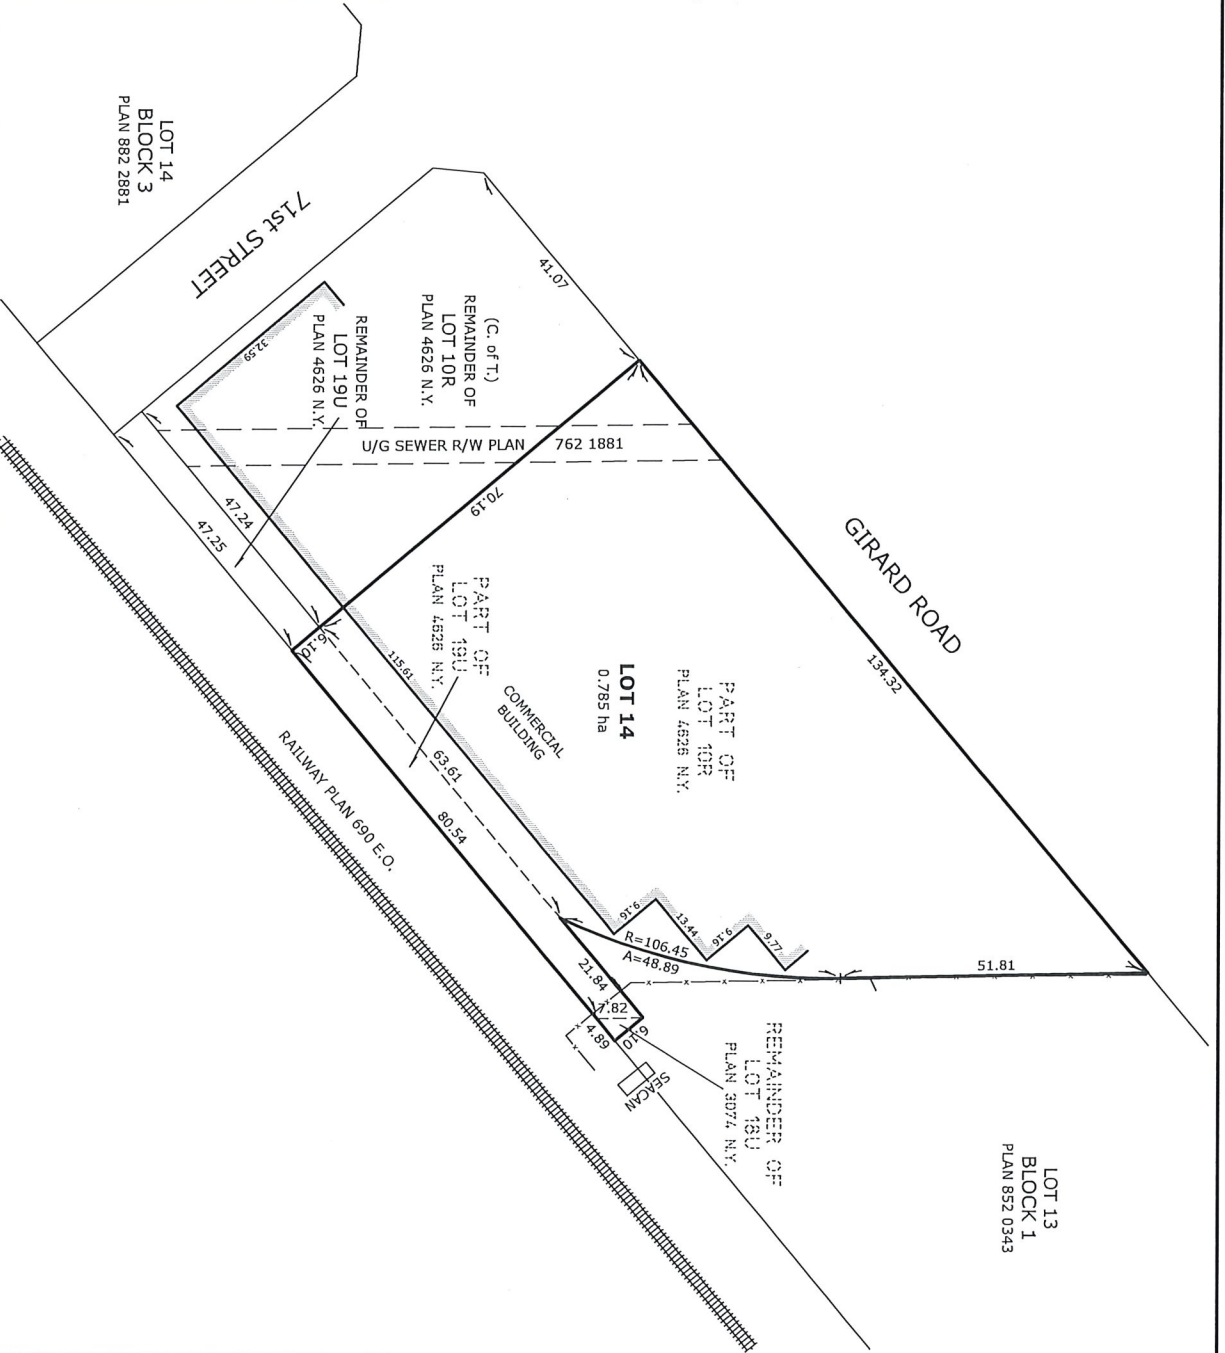 LOT 14
BLOCK 3
PLAN 882 2881
71st STREET
41.07
(C. of T.)
REMAINDER OF
LOT 10R
PLAN 4626 N.Y.
REMAINDER OF
LOT 19U
PLAN 4626 N.Y.
32.59
U/G SEWER R/W PLAN 762 1881
47.24
47.25
70.19
6.10
GIRARD ROAD
134.32
PART OF
LOT 19U
PLAN 4626 N.Y.
115.61
COMMERCIAL
BUILDING
LOT 14
0.785 ha
PART OF
LOT 10R
PLAN 4626 N.Y.
63.61
80.54
RAILWAY PLAN 690 E.O.
9.16
13.44
9.16
9.77
R=106.45
A=48.89
51.81
21.84
7.82
4.89
6.10
SEACAN
REMAINDER OF
LOT 18U
PLAN 3074 N.Y.
LOT 13
BLOCK 1
PLAN 852 0343